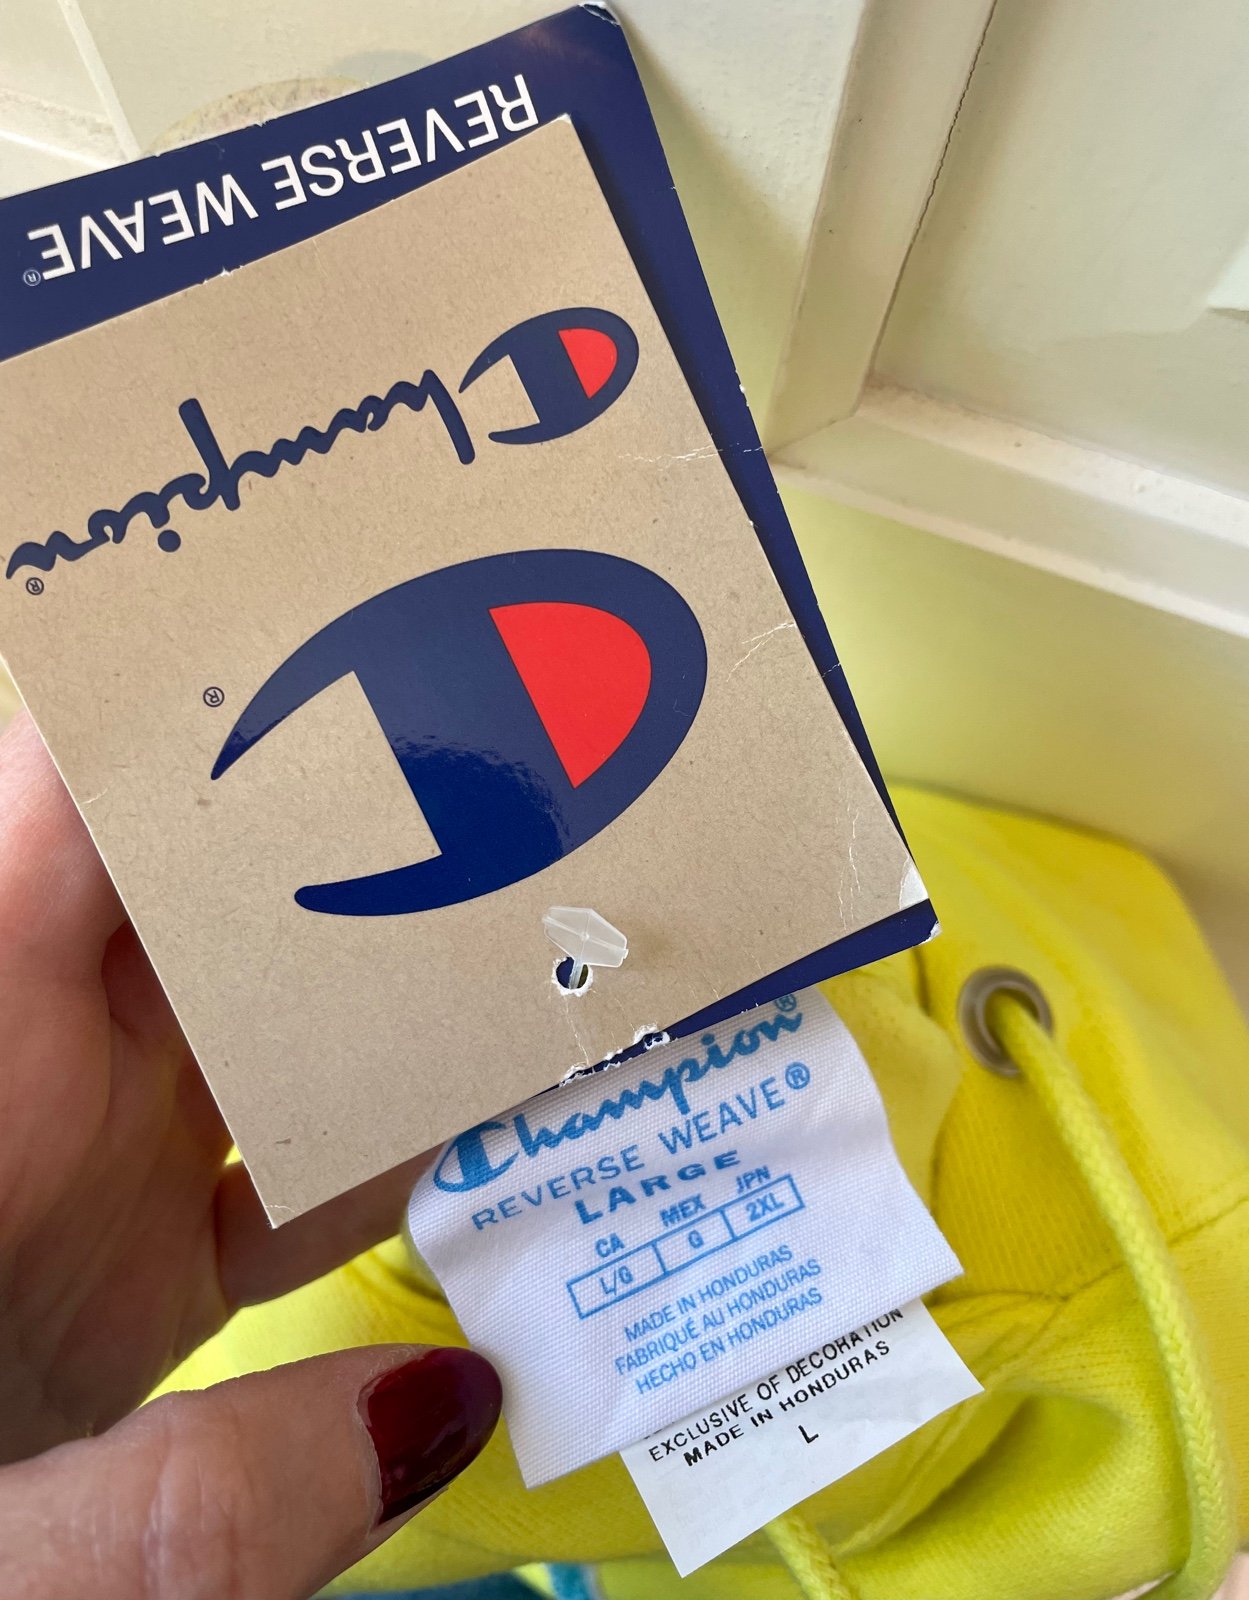 REVERSE WEAVE®
Champion®
®
Champion®
REVERSE WEAVE®
LARGE
CA MEX JPN
L/G G 2XL
MADE IN HONDURAS
FABRIQUÉ AU HONDURAS
HECHO EN HONDURAS
EXCLUSIVE OF DECORATION
MADE IN HONDURAS
L